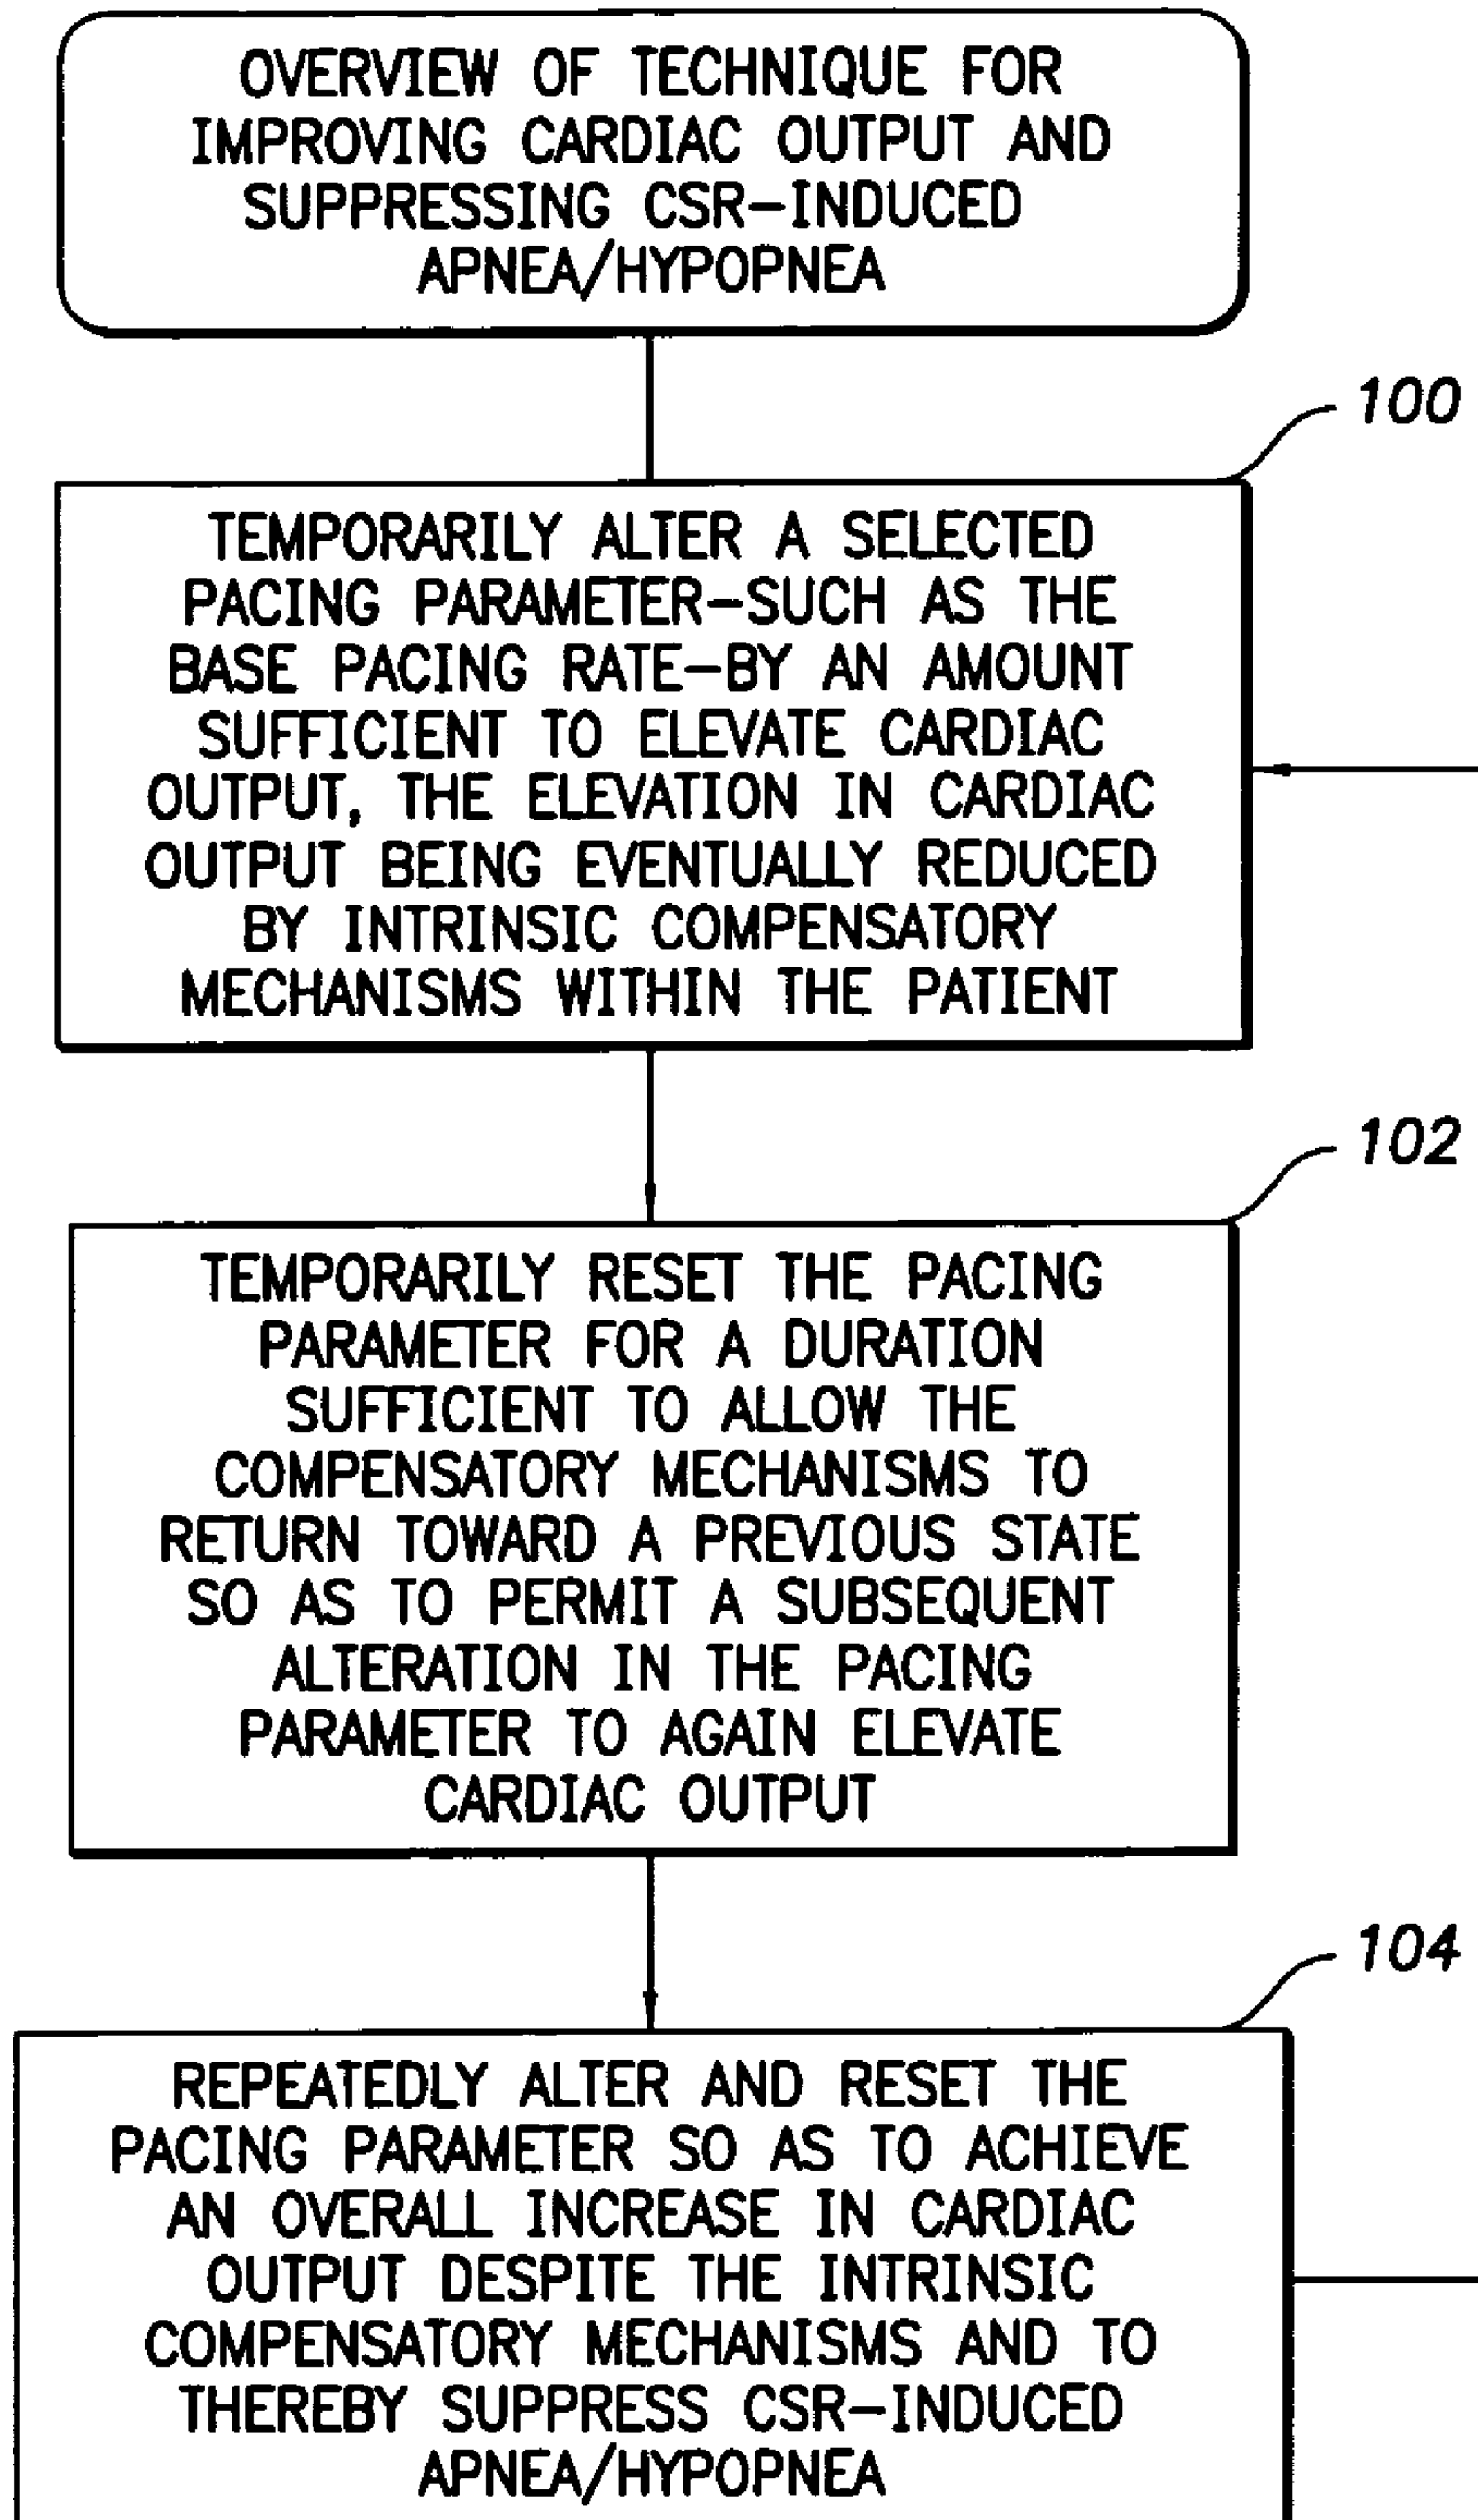 OVERVIEW OF TECHNIQUE FOR
IMPROVING CARDIAC OUTPUT AND
SUPPRESSING CSR-INDUCED
APNEA/HYPOPNEA
100
TEMPORARILY ALTER A SELECTED
PACING PARAMETER-SUCH AS THE
BASE PACING RATE-BY AN AMOUNT
SUFFICIENT TO ELEVATE CARDIAC
OUTPUT, THE ELEVATION IN CARDIAC
OUTPUT BEING EVENTUALLY REDUCED
BY INTRINSIC COMPENSATORY
MECHANISMS WITHIN THE PATIENT
102
TEMPORARILY RESET THE PACING
PARAMETER FOR A DURATION
SUFFICIENT TO ALLOW THE
COMPENSATORY MECHANISMS TO
RETURN TOWARD A PREVIOUS STATE
SO AS TO PERMIT A SUBSEQUENT
ALTERATION IN THE PACING
PARAMETER TO AGAIN ELEVATE
CARDIAC OUTPUT
104
REPEATEDLY ALTER AND RESET THE
PACING PARAMETER SO AS TO ACHIEVE
AN OVERALL INCREASE IN CARDIAC
OUTPUT DESPITE THE INTRINSIC
COMPENSATORY MECHANISMS AND TO
THEREBY SUPPRESS CSR-INDUCED
APNEA/HYPOPNEA